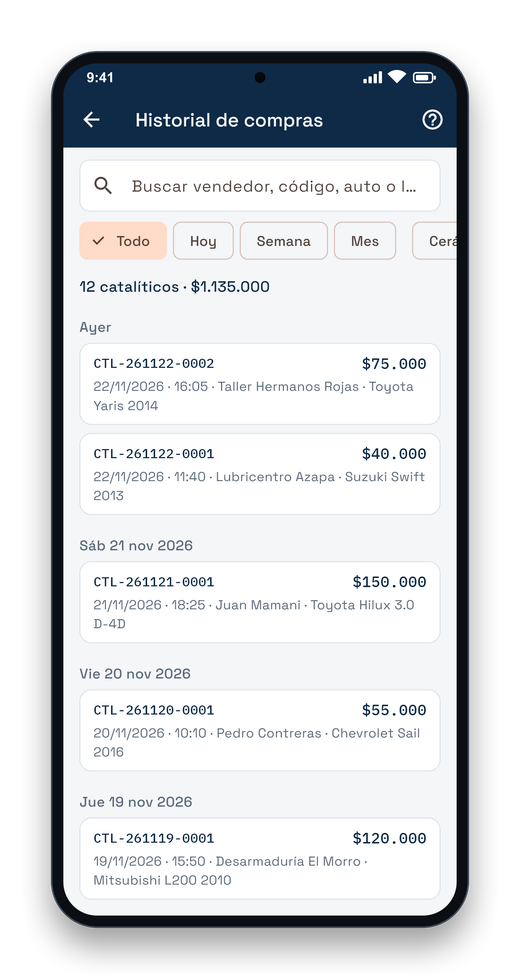 9:41
Historial de compras
Buscar vendedor, código, auto o l…
Todo
Hoy
Semana
Mes
Cerá
12 catalíticos · $1.135.000
Ayer
CTL-261122-0002
$75.000
22/11/2026 · 16:05 · Taller Hermanos Rojas · Toyota
Yaris 2014
CTL-261122-0001
$40.000
22/11/2026 · 11:40 · Lubricentro Azapa · Suzuki Swift
2013
Sáb 21 nov 2026
CTL-261121-0001
$150.000
21/11/2026 · 18:25 · Juan Mamani · Toyota Hilux 3.0
D-4D
Vie 20 nov 2026
CTL-261120-0001
$55.000
20/11/2026 · 10:10 · Pedro Contreras · Chevrolet Sail
2016
Jue 19 nov 2026
CTL-261119-0001
$120.000
19/11/2026 · 15:50 · Desarmaduría El Morro ·
Mitsubishi L200 2010